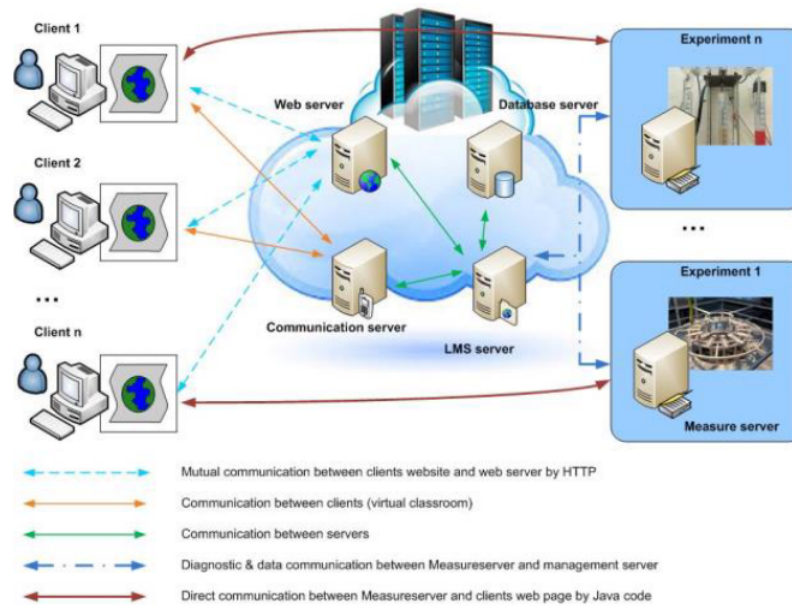 Client 1
Web server
Database server
Experiment n
Client 2
...
...
Experiment 1
Client n
Communication server
LMS server
Measure server
Mutual communication between clients website and web server by HTTP
Communication between clients (virtual classroom)
Communication between servers
Diagnostic & data communication between Measureserver and management server
Direct communication between Measureserver and clients web page by Java code